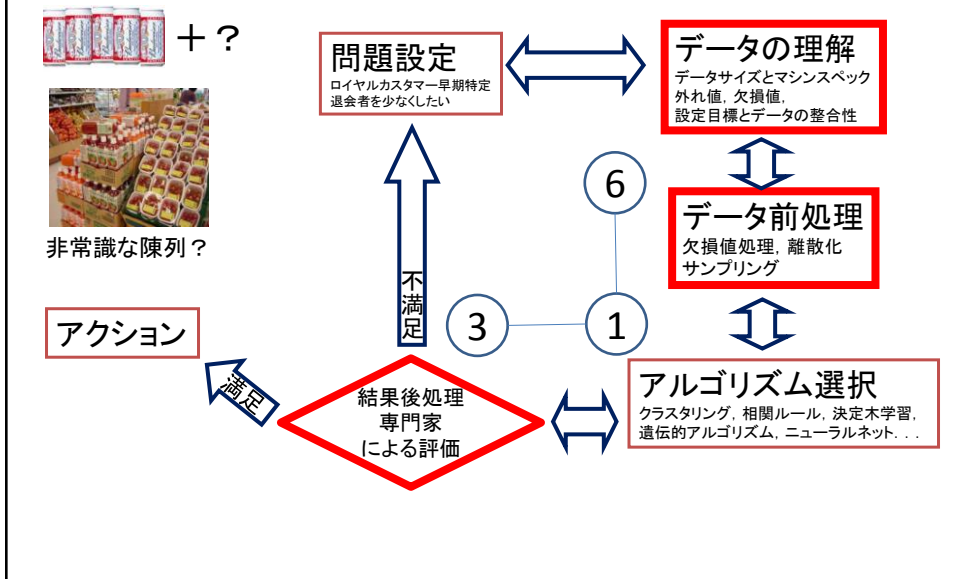 ＋？
問題設定
ロイヤルカスタマー早期特定
退会者を少なくしたい
データの理解
データサイズとマシンスペック
外れ値, 欠損値,
設定目標とデータの整合性
6
データ前処理
欠損値処理, 離散化
サンプリング
非常識な陳列？
不満足
3
1
アクション
満足
結果後処理
専門家
による評価
アルゴリズム選択
クラスタリング, 相関ルール, 決定木学習,
遺伝的アルゴリズム, ニューラルネット. . .